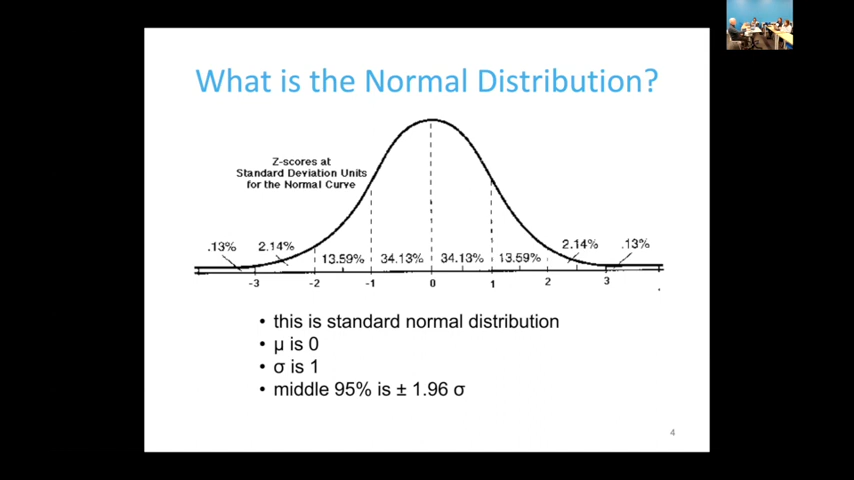 What is the Normal Distribution?
Z-scores at
Standard Deviation Units
for the Normal Curve
.13% 2.14% 13.59% 34.13% 34.13% 13.59% 2.14% .13%
-3 -2 -1 0 1 2 3
• this is standard normal distribution
• μ is 0
• σ is 1
• middle 95% is ± 1.96 σ
4